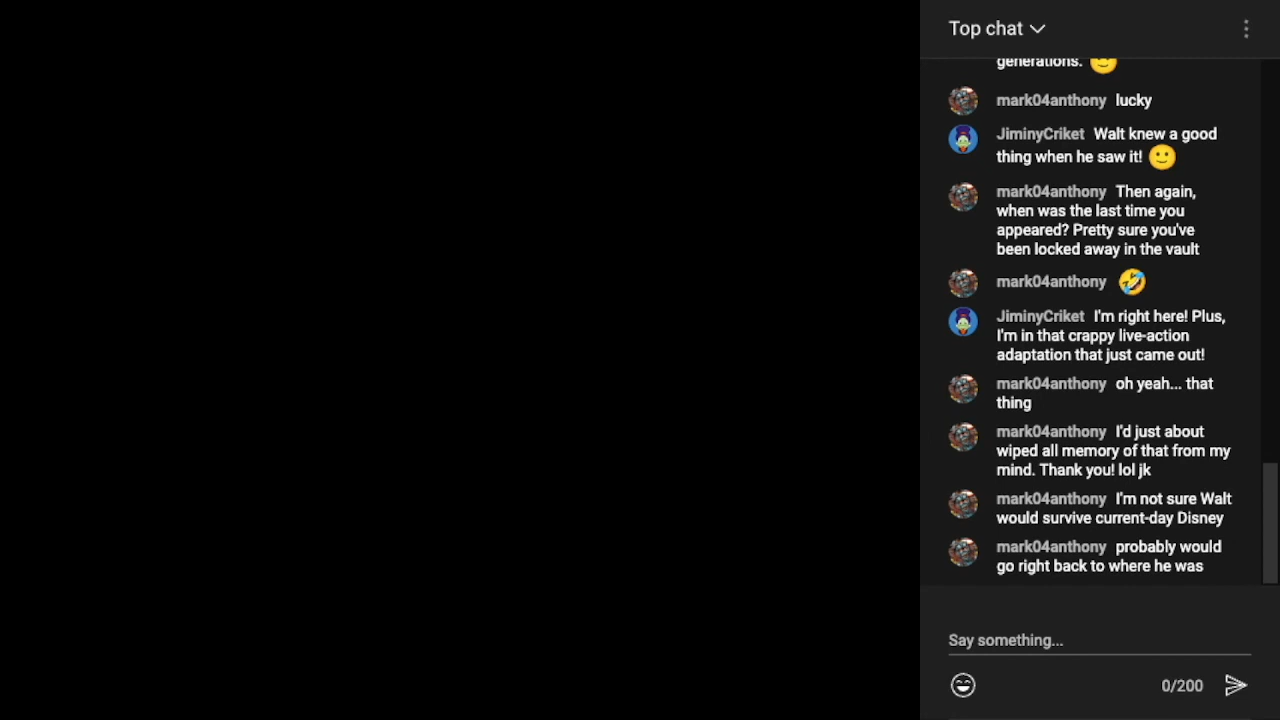 Top chat
generations.
mark04anthony lucky
JiminyCriket Walt knew a good
thing when he saw it!
mark04anthony Then again,
when was the last time you
appeared? Pretty sure you've
been locked away in the vault
mark04anthony
JiminyCriket I'm right here! Plus,
I'm in that crappy live-action
adaptation that just came out!
mark04anthony oh yeah... that
thing
mark04anthony I'd just about
wiped all memory of that from my
mind. Thank you! lol jk
mark04anthony I'm not sure Walt
would survive current-day Disney
mark04anthony probably would
go right back to where he was
Say something...
0/200